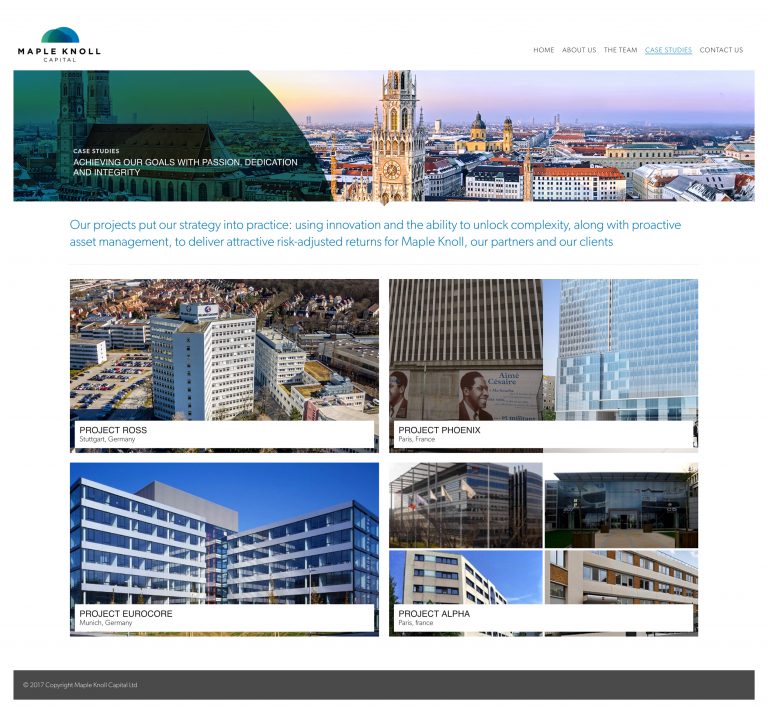 MAPLE KNOLL
CAPITAL
HOME ABOUT US THE TEAM CASE STUDIES CONTACT US
CASE STUDIES
ACHIEVING OUR GOALS WITH PASSION, DEDICATION
AND INTEGRITY
Our projects put our strategy into practice: using innovation and the ability to unlock complexity, along with proactive
asset management, to deliver attractive risk-adjusted returns for Maple Knoll, our partners and our clients
Aimé
Césaire
et militant
PROJECT ROSS
Stuttgart, Germany
PROJECT PHOENIX
Paris, France
PROJECT EUROCORE
Munich, Germany
PROJECT ALPHA
Paris, france
© 2017 Copyright Maple Knoll Capital Ltd